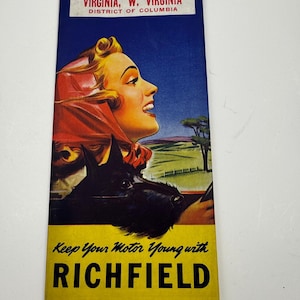 VIRGINIA, W. VIRGINIA
DISTRICT OF COLUMBIA
Keep Your Motor Young with
RICHFIELD